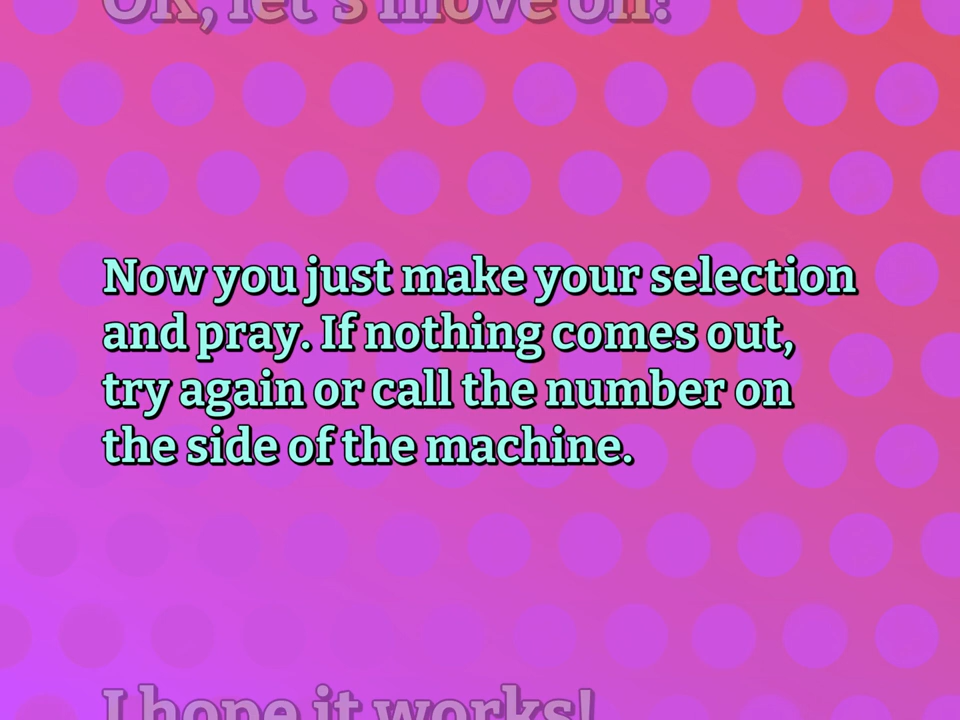 OK, let's move on!
Now you just make your selection
and pray. If nothing comes out,
try again or call the number on
the side of the machine.
I hope it works!